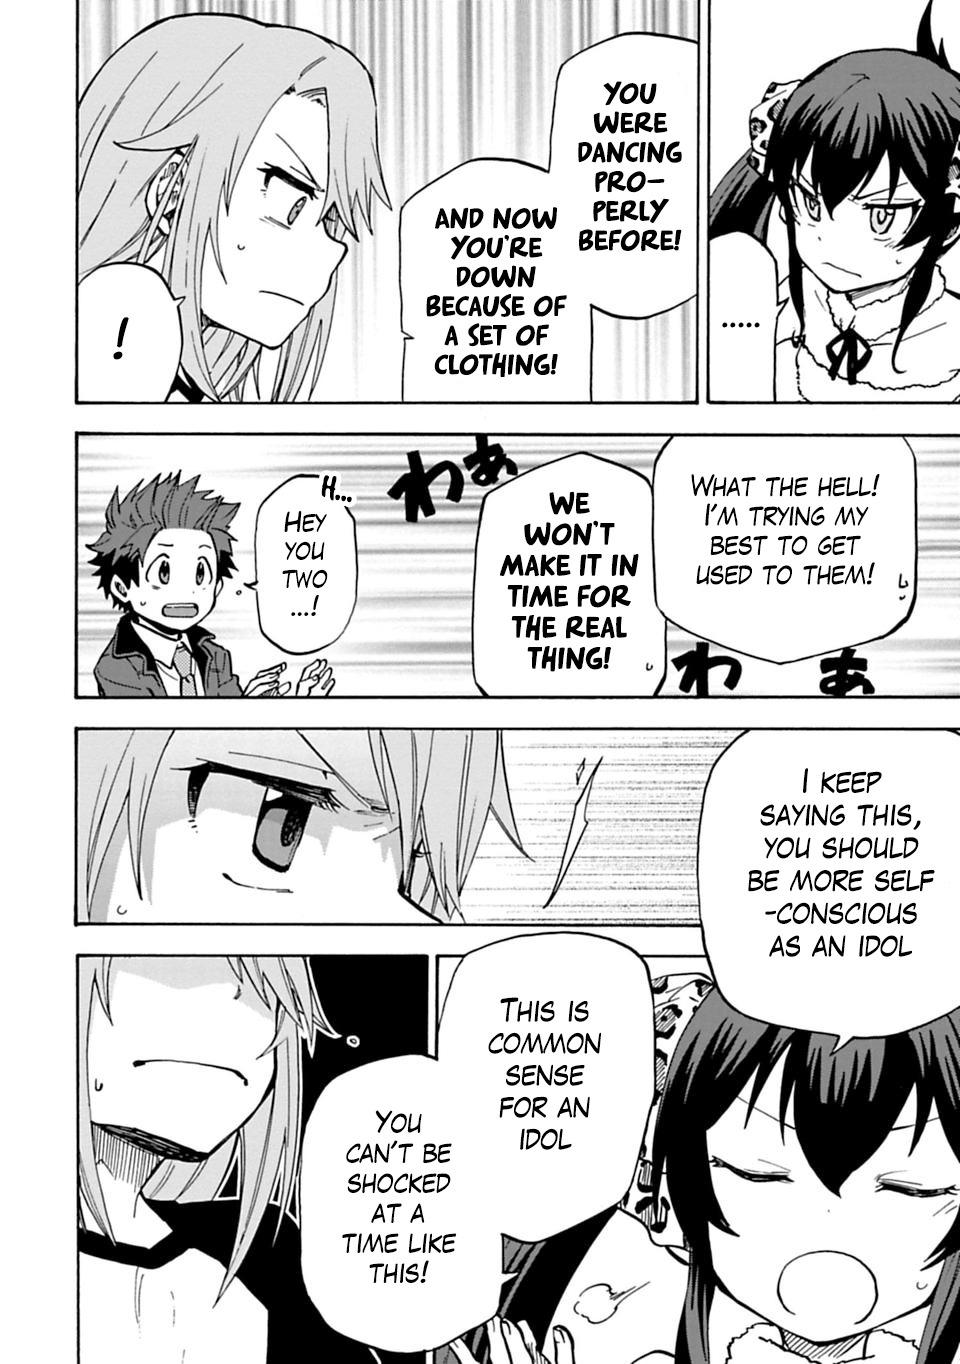 YOU
WERE
DANCING
PRO-
PERLY
BEFORE!
AND NOW
YOU'RE
DOWN
BECAUSE OF
A SET OF
CLOTHING!
.....
!
WHAT THE HELL!
I'M TRYING MY
BEST TO GET
USED TO THEM!
WE
WON'T
MAKE IT IN
TIME FOR
THE REAL
THING!
わぁ
わぁ
H...
HEY
YOU
TWO
...!
I KEEP
SAYING THIS,
YOU SHOULD
BE MORE SELF
-CONSCIOUS
AS AN IDOL
THIS IS
COMMON
SENSE
FOR AN
IDOL
YOU
CAN'T BE
SHOCKED
AT A
TIME LIKE
THIS!